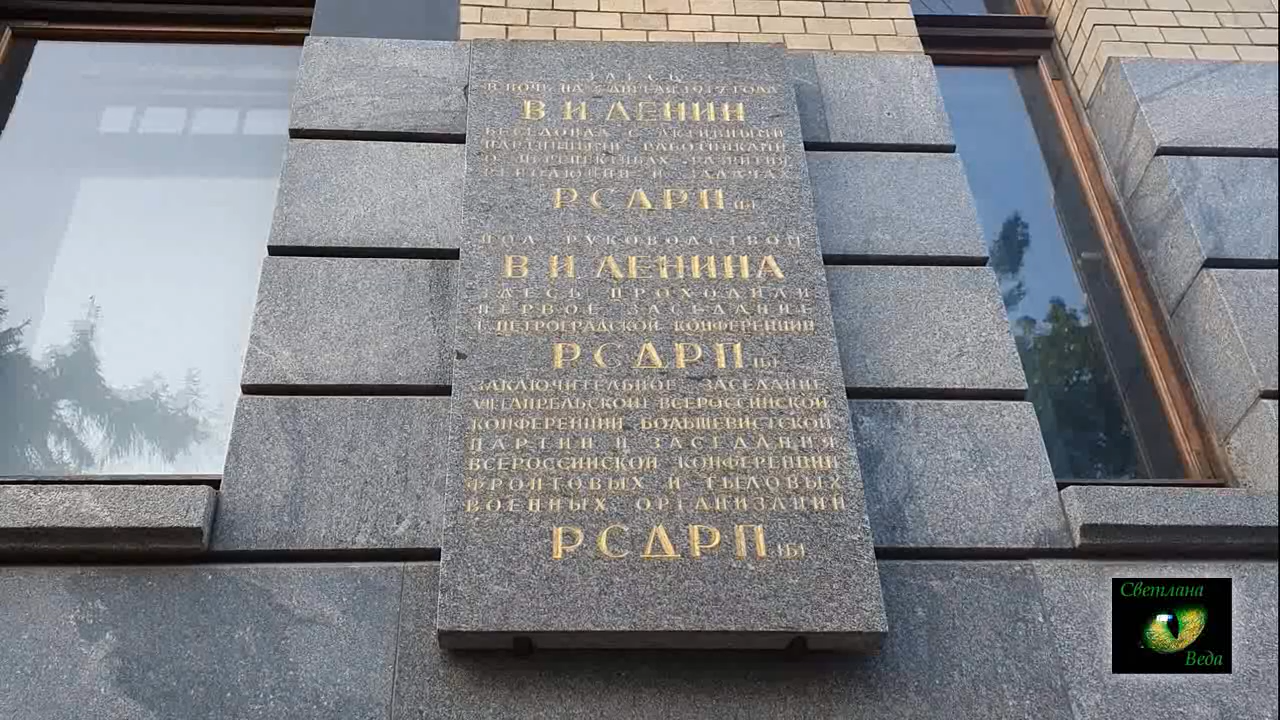 ЗДЕСЬ
В НОЧЬ НА 4 АПРЕЛЯ 1917 ГОДА
В И ЛЕНИН
БЕСЕДОВАЛ С АКТИВНЫМИ
ПАРТИЙНЫМИ РАБОТНИКАМИ
О ПЕРСПЕКТИВАХ РАЗВИТИЯ
РЕВОЛЮЦИИ И ЗАДАЧАХ
РСДРП (Б)
ПОД РУКОВОДСТВОМ
В И ЛЕНИНА
ЗДЕСЬ ПРОХОДИЛИ
ПЕРВОЕ ЗАСЕДАНИЕ
I ПЕТРОГРАДСКОЙ КОНФЕРЕНЦИИ
РСДРП (Б)
ЗАКЛЮЧИТЕЛЬНОЕ ЗАСЕДАНИЕ
VII АПРЕЛЬСКОЙ ВСЕРОССИЙСКОЙ
КОНФЕРЕНЦИИ БОЛЬШЕВИСТСКОЙ
ПАРТИИ И ЗАСЕДАНИЯ
ВСЕРОССИЙСКОЙ КОНФЕРЕНЦИИ
ФРОНТОВЫХ И ТЫЛОВЫХ
ВОЕННЫХ ОРГАНИЗАЦИЙ
РСДРП (Б)
Светлана
Веда